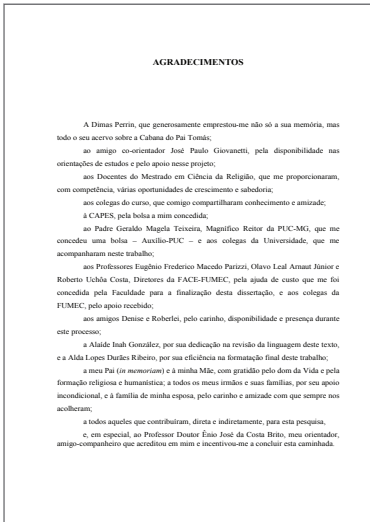 AGRADECIMENTOS
A Dimas Perrin, que generosamente emprestou-me não só a sua memória, mas
todo o seu acervo sobre a Cabana do Pai Tomás;
ao amigo co-orientador José Paulo Giovanetti, pela disponibilidade nas
orientações de estudos e pelo apoio nesse projeto;
aos Docentes do Mestrado em Ciência da Religião, que me proporcionaram,
com competência, várias oportunidades de crescimento e sabedoria;
aos colegas do curso, que comigo compartilharam conhecimento e amizade;
à CAPES, pela bolsa a mim concedida;
ao Padre Geraldo Magela Teixeira, Magnífico Reitor da PUC-MG, que me
concedeu uma bolsa – Auxílio-PUC – e aos colegas da Universidade, que me
acompanharam neste trabalho;
aos Professores Eugênio Frederico Macedo Parizzi, Olavo Leal Arnaut Júnior e
Roberto Uchôa Costa, Diretores da FACE-FUMEC, pela ajuda de custo que me foi
concedida pela Faculdade para a finalização desta dissertação, e aos colegas da
FUMEC, pelo apoio recebido;
aos amigos Denise e Roberlei, pelo carinho, disponibilidade e presença durante
este processo;
a Alaíde Inah González, por sua dedicação na revisão da linguagem deste texto,
e a Alda Lopes Durães Ribeiro, por sua eficiência na formatação final deste trabalho;
a meu Pai (in memoriam) e à minha Mãe, com gratidão pelo dom da Vida e pela
formação religiosa e humanística; a todos os meus irmãos e suas famílias, por seu apoio
incondicional, e à família de minha esposa, pelo carinho e amizade com que sempre nos
acolheram;
a todos aqueles que contribuíram, direta e indiretamente, para esta pesquisa,
e, em especial, ao Professor Doutor Ênio José da Costa Brito, meu orientador,
amigo-companheiro que acreditou em mim e incentivou-me a concluir esta caminhada.